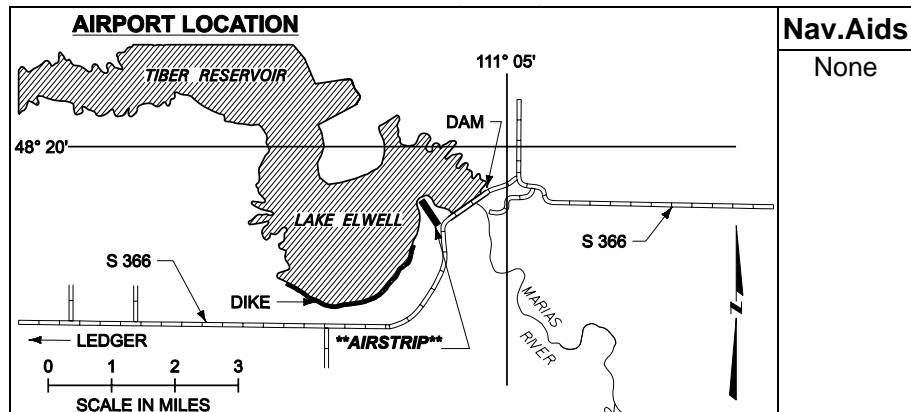 AIRPORT LOCATION
Nav.Aids
None
TIBER RESERVOIR
111° 05'
DAM
48° 20'
LAKE ELWELL
S 366
S 366
DIKE
MARIAS
RIVER
N
LEDGER
**AIRSTRIP**
0 1 2 3
SCALE IN MILES